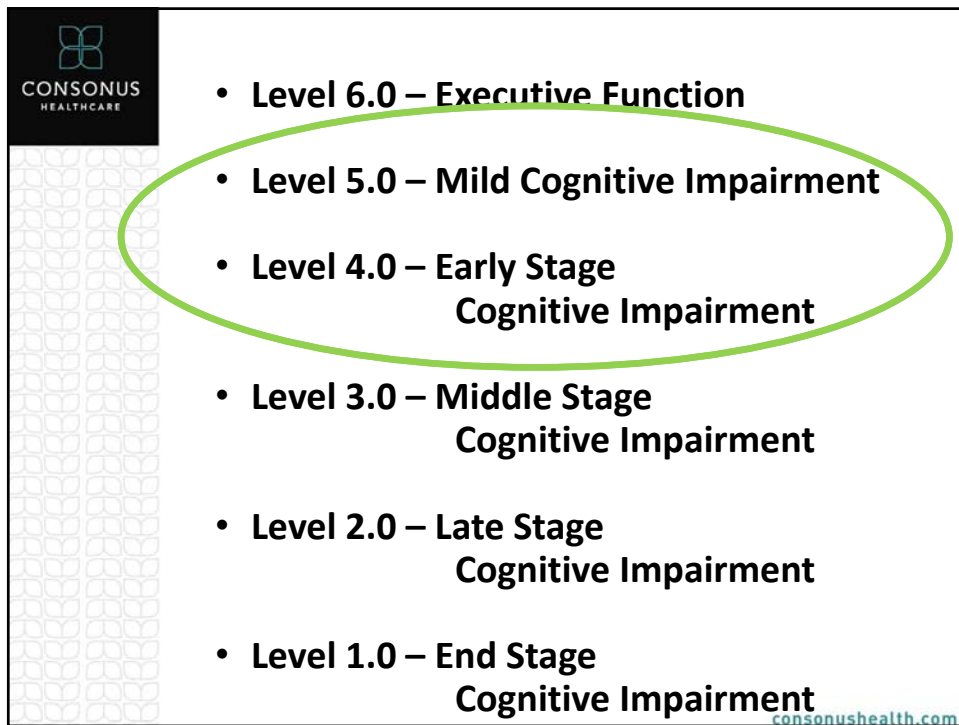 CONSONUS
HEALTHCARE
• Level 6.0 – Executive Function
• Level 5.0 – Mild Cognitive Impairment
• Level 4.0 – Early Stage
Cognitive Impairment
• Level 3.0 – Middle Stage
Cognitive Impairment
• Level 2.0 – Late Stage
Cognitive Impairment
• Level 1.0 – End Stage
Cognitive Impairment
consonushealth.com